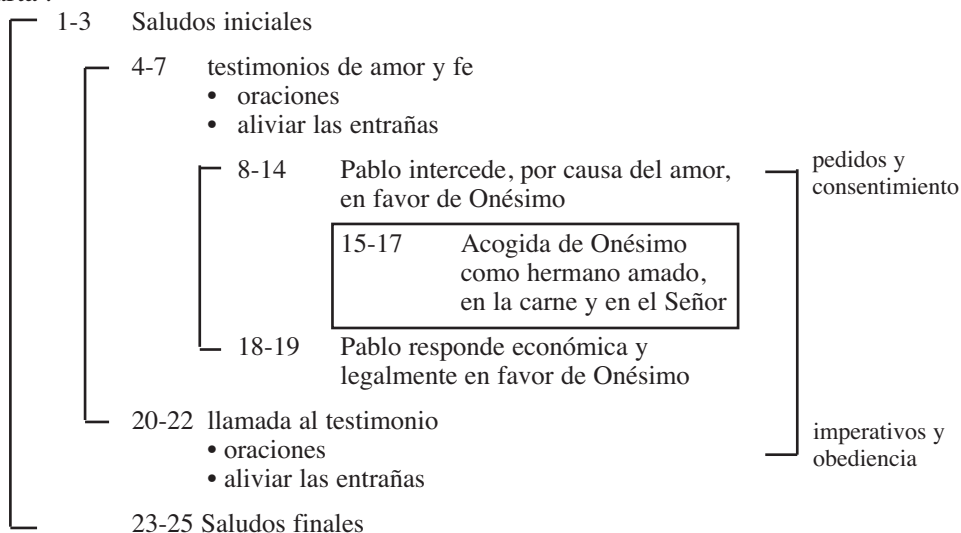 1-3 Saludos iniciales
4-7 testimonios de amor y fe
• oraciones
• aliviar las entrañas
8-14 Pablo intercede, por causa del amor,
en favor de Onésimo
pedidos y
consentimiento
15-17 Acogida de Onésimo
como hermano amado,
en la carne y en el Señor
18-19 Pablo responde económica y
legalmente en favor de Onésimo
20-22 llamada al testimonio
• oraciones
• aliviar las entrañas
imperativos y
obediencia
23-25 Saludos finales